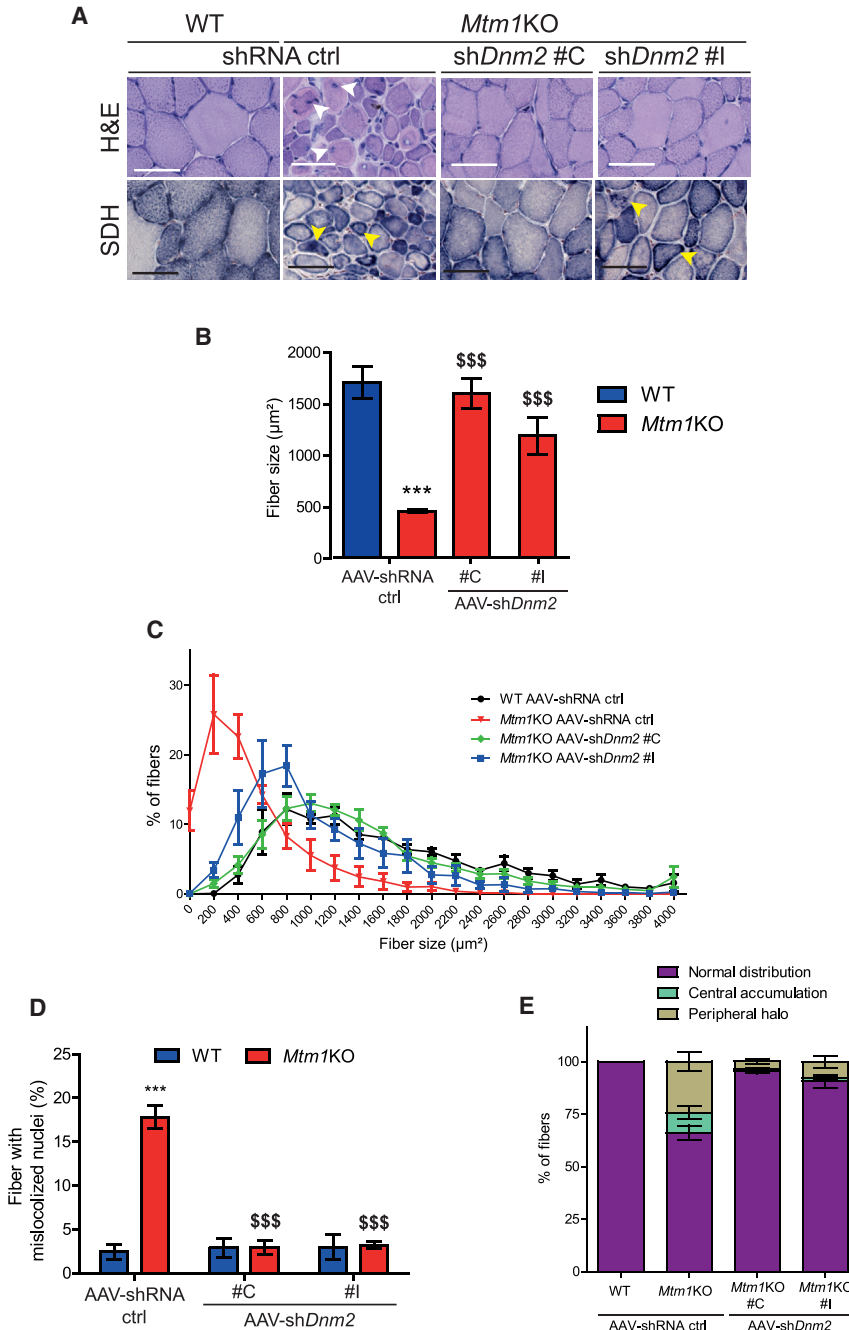 A
WT
Mtm1KO
shRNA ctrl
shDnm2 #C
shDnm2 #I
H&E
SDH
B
2000
1500
1000
500
0
Fiber size (µm²)
***
$$$
$$$
WT
Mtm1KO
AAV-shRNA
ctrl
#C
#I
AAV-shDnm2
C
30
20
10
0
% of fibers
WT AAV-shRNA ctrl
Mtm1KO AAV-shRNA ctrl
Mtm1KO AAV-shDnm2 #C
Mtm1KO AAV-shDnm2 #I
0 200 400 600 800 1000 1200 1400 1600 1800 2000 2200 2400 2600 2800 3000 3200 3400 3600 3800 4000
Fiber size (µm²)
D
WT
Mtm1KO
25
20
15
10
5
0
Fiber with
mislocolized nuclei (%)
***
$$$
$$$
AAV-shRNA
ctrl
#C
#I
AAV-shDnm2
E
Normal distribution
Central accumulation
Peripheral halo
100
75
50
25
0
% of fibers
WT
Mtm1KO
Mtm1KO
#C
Mtm1KO
#I
AAV-shRNA ctrl
AAV-shDnm2